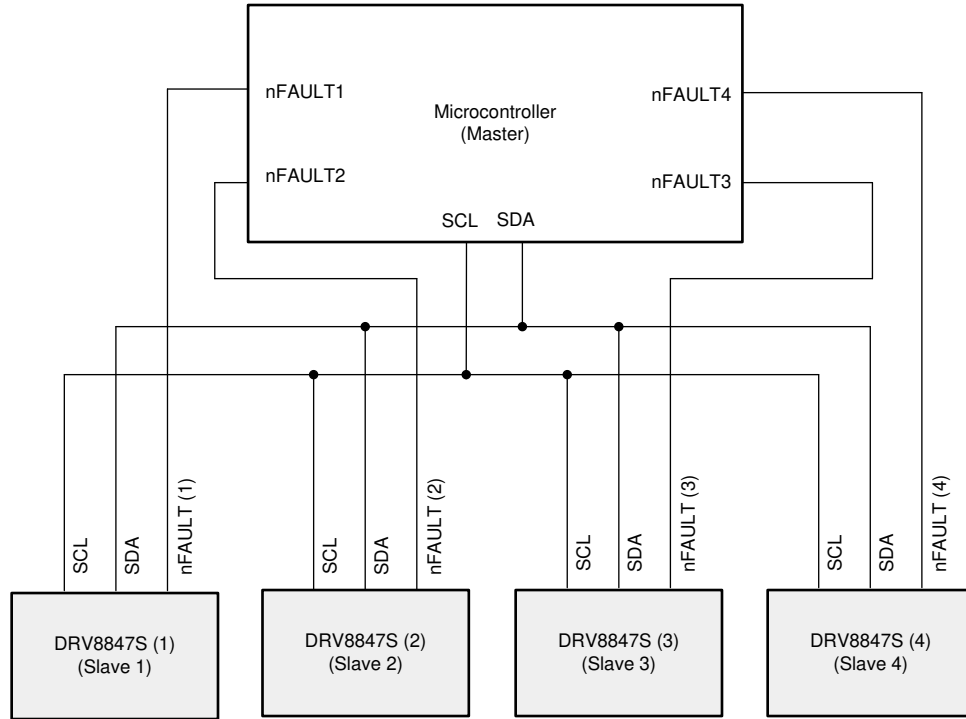 nFAULT1
nFAULT4
Microcontroller
(Master)
nFAULT2
nFAULT3
SCL
SDA
SCL
SDA
nFAULT (1)
SCL
SDA
nFAULT (2)
SCL
SDA
nFAULT (3)
SCL
SDA
nFAULT (4)
DRV8847S (1)
(Slave 1)
DRV8847S (2)
(Slave 2)
DRV8847S (3)
(Slave 3)
DRV8847S (4)
(Slave 4)